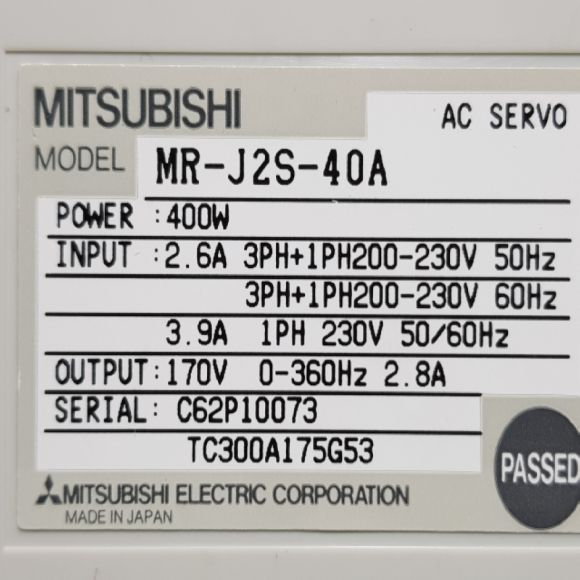 MITSUBISHI
AC SERVO
MODEL MR-J2S-40A
POWER :400W
INPUT :2.6A 3PH+1PH200-230V 50Hz
3PH+1PH200-230V 60Hz
3.9A 1PH 230V 50/60Hz
OUTPUT:170V 0-360Hz 2.8A
SERIAL: C62P10073
TC300A175G53
PASSED
MITSUBISHI ELECTRIC CORPORATION
MADE IN JAPAN